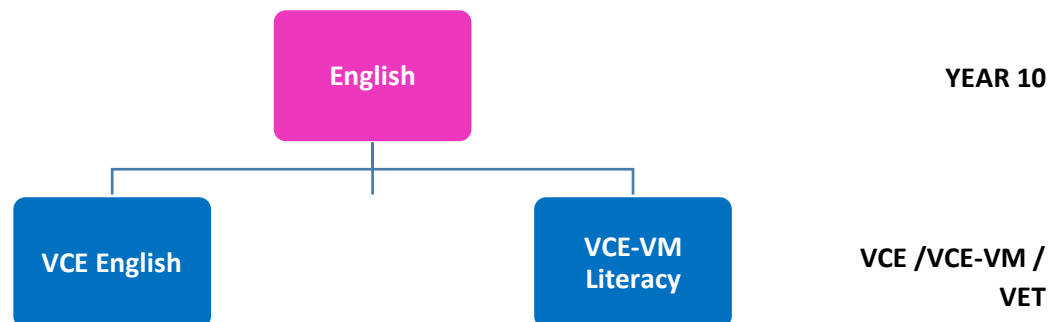 English
YEAR 10
VCE English
VCE-VM
Literacy
VCE /VCE-VM /
VET